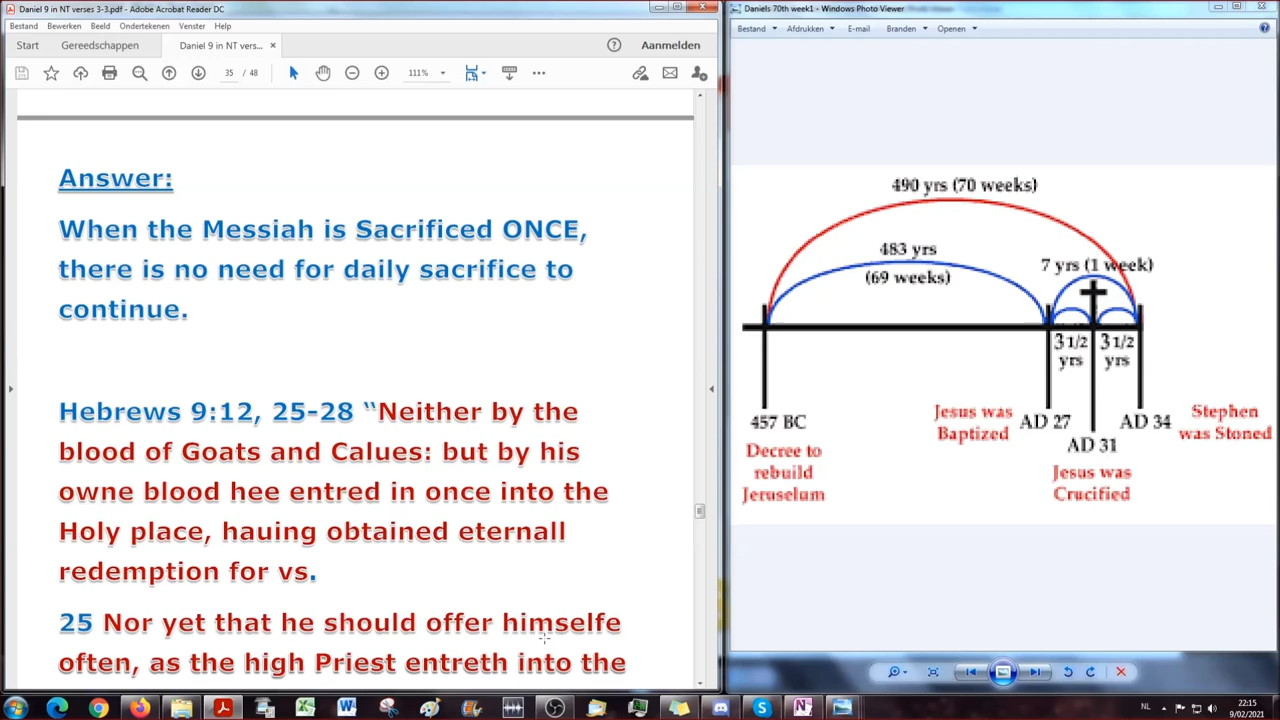 Daniel 9 in NT verses 3-3.pdf - Adobe Acrobat Reader DC
Bestand Bewerken Beeld Ondertekenen Venster Help
Start Gereedschappen Daniel 9 in NT vers... × Aanmelden
35 / 48 111%
Answer:
When the Messiah is Sacrificed ONCE,
there is no need for daily sacrifice to
continue.
Hebrews 9:12, 25-28 “Neither by the
blood of Goats and Calues: but by his
owne blood hee entred in once into the
Holy place, hauing obtained eternall
redemption for vs.
25 Nor yet that he should offer himselfe
often, as the high Priest entreth into the
Daniels 70th week1 - Windows Photo Viewer
Bestand Afdrukken E-mail Branden Openen
490 yrs (70 weeks)
483 yrs
(69 weeks)
7 yrs (1 week)
3 1/2
yrs
3 1/2
yrs
457 BC
Decree to
rebuild
Jeruselum
Jesus was
Baptized
AD 27
AD 31
Jesus was
Crucified
AD 34
Stephen
was Stoned
NL
22:15
9/02/2021